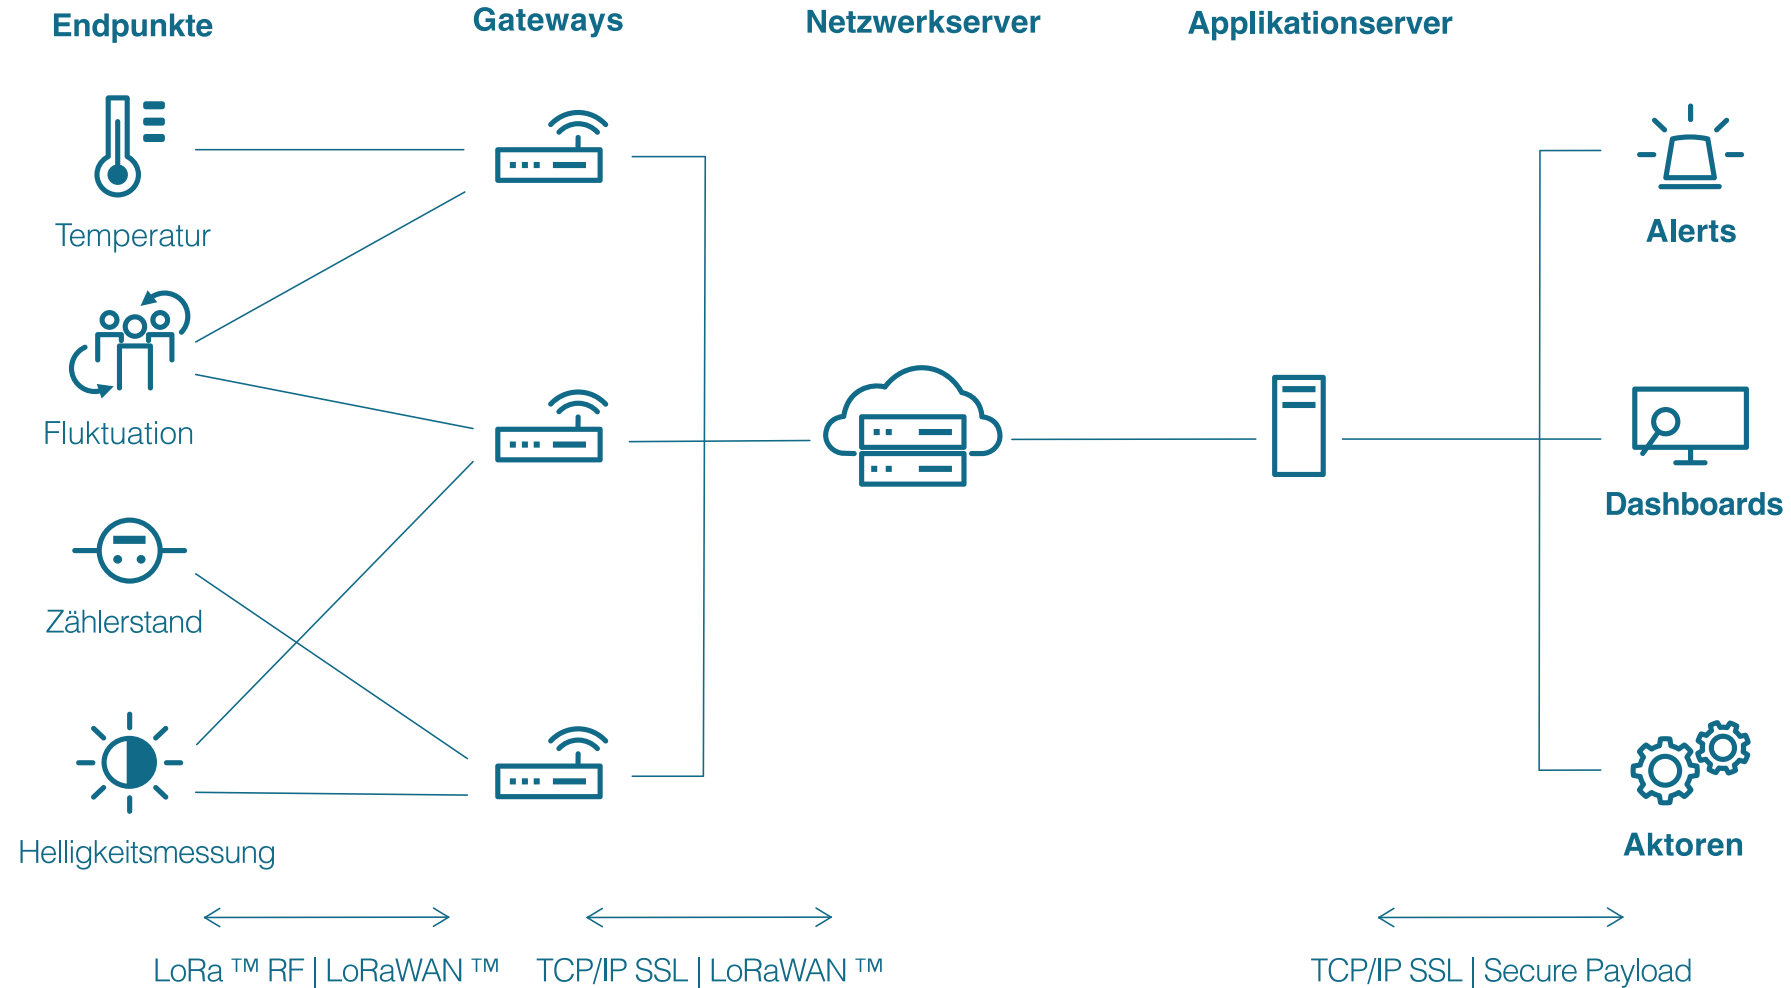 Endpunkte
Gateways
Netzwerkserver
Applikationserver
Temperatur
Alerts
Fluktuation
Dashboards
Zählerstand
Helligkeitsmessung
Aktoren
LoRa ™ RF | LoRaWAN ™
TCP/IP SSL | LoRaWAN ™
TCP/IP SSL | Secure Payload